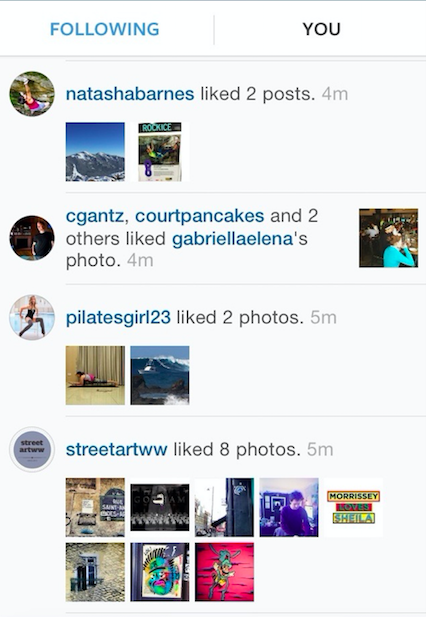 FOLLOWING
YOU
natashabarnes liked 2 posts. 4m
ROCKICE
cgantz, courtpancakes and 2
others liked gabriellaelena's
photo. 4m
pilatesgirl23 liked 2 photos. 5m
street
artww
streetartww liked 8 photos. 5m
MORRISSEY
LOVES
SHEILA